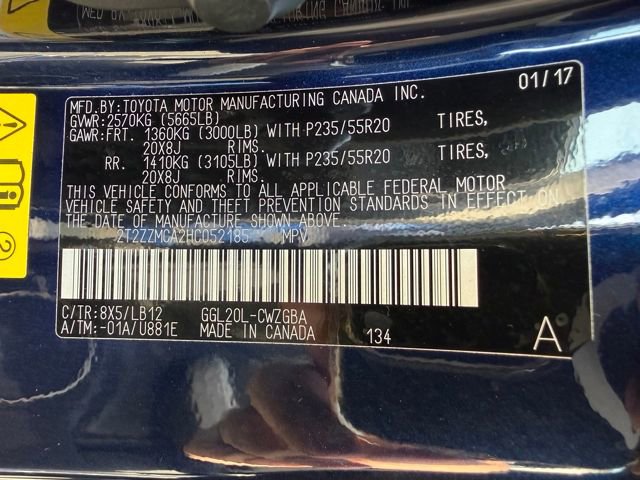 01/17
MFD.BY:TOYOTA MOTOR MANUFACTURING CANADA INC.
GVWR:2570KG (5665LB)
GAWR:FRT. 1360KG (3000LB) WITH P235/55R20 TIRES,
20X8J RIMS.
RR. 1410KG (3105LB) WITH P235/55R20 TIRES,
20X8J RIMS.
THIS VEHICLE CONFORMS TO ALL APPLICABLE FEDERAL MOTOR
VEHICLE SAFETY AND THEFT PREVENTION STANDARDS IN EFFECT ON
THE DATE OF MANUFACTURE SHOWN ABOVE.
2T2ZZMCA2HC052185 MPV
C/TR:8X5/LB12 GGL20L-CWZGBA
A/TM:-01A/U881E MADE IN CANADA 134 A
2